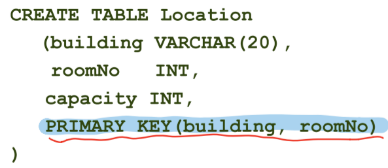 CREATE TABLE Location
(building VARCHAR(20),
roomNo INT,
capacity INT,
PRIMARY KEY(building, roomNo)
)